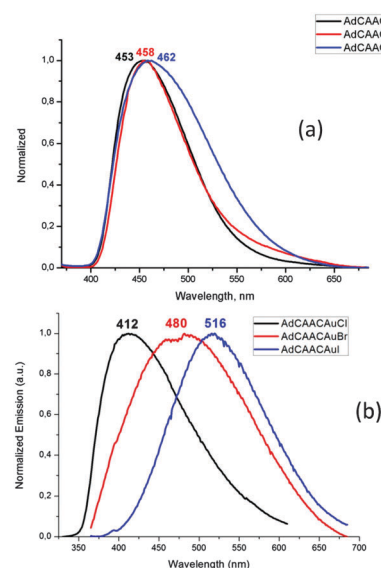 AdCAAC
AdCAAC
AdCAAC
453 458 462
(a)
Normalized
1,0
0,8
0,6
0,4
0,2
0,0
400 450 500 550 600 650
Wavelength, nm
412 480 516
AdCAACAuCl
AdCAACAuBr
AdCAACAuI
(b)
Normalized Emission (a.u.)
1,0
0,8
0,6
0,4
0,2
0,0
350 400 450 500 550 600 650 700
Wavelength (nm)